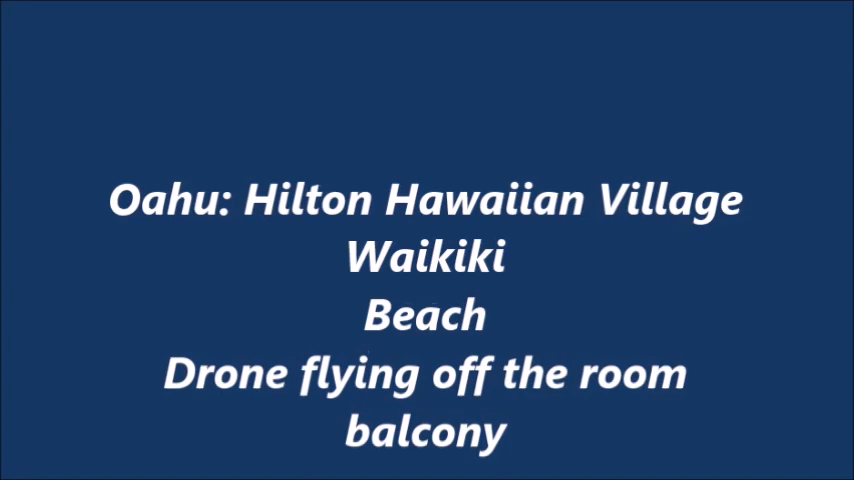 Oahu: Hilton Hawaiian Village
Waikiki
Beach
Drone flying off the room
balcony